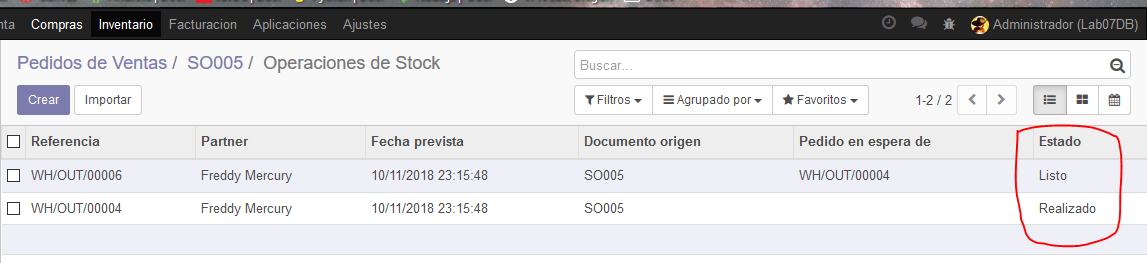 nta Compras Inventario Facturacion Aplicaciones Ajustes Administrador (Lab07DB)
Pedidos de Ventas / SO005 / Operaciones de Stock
Buscar...
Crear Importar Filtros Agrupado por Favoritos 1-2 / 2
Referencia Partner Fecha prevista Documento origen Pedido en espera de Estado
WH/OUT/00006 Freddy Mercury 10/11/2018 23:15:48 SO005 WH/OUT/00004 Listo
WH/OUT/00004 Freddy Mercury 10/11/2018 23:15:48 SO005 Realizado